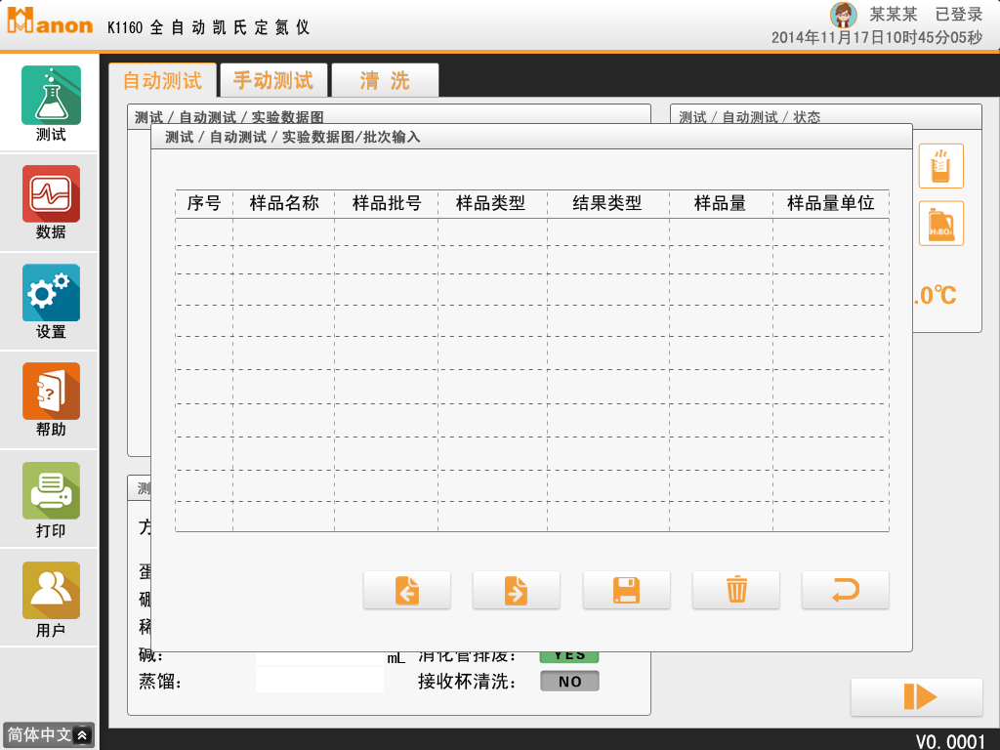 Hanon K1160 全自动凯氏定氮仪
某某某 已登录
2014年11月17日10时45分05秒
自动测试 手动测试 清 洗
测试
数据
设置
帮助
打印
用户
简体中文
测试 / 自动测试 / 实验数据图
测试 / 自动测试 / 状态
测试 / 自动测试 / 实验数据图/批次输入
序号 样品名称 样品批号 样品类型 结果类型 样品量 样品量单位
H₃BO₃
.0℃
测
方
蛋
硼
稀
碱: mL 消化管排废: YES
蒸馏: 接收杯清洗: NO
V0.0001